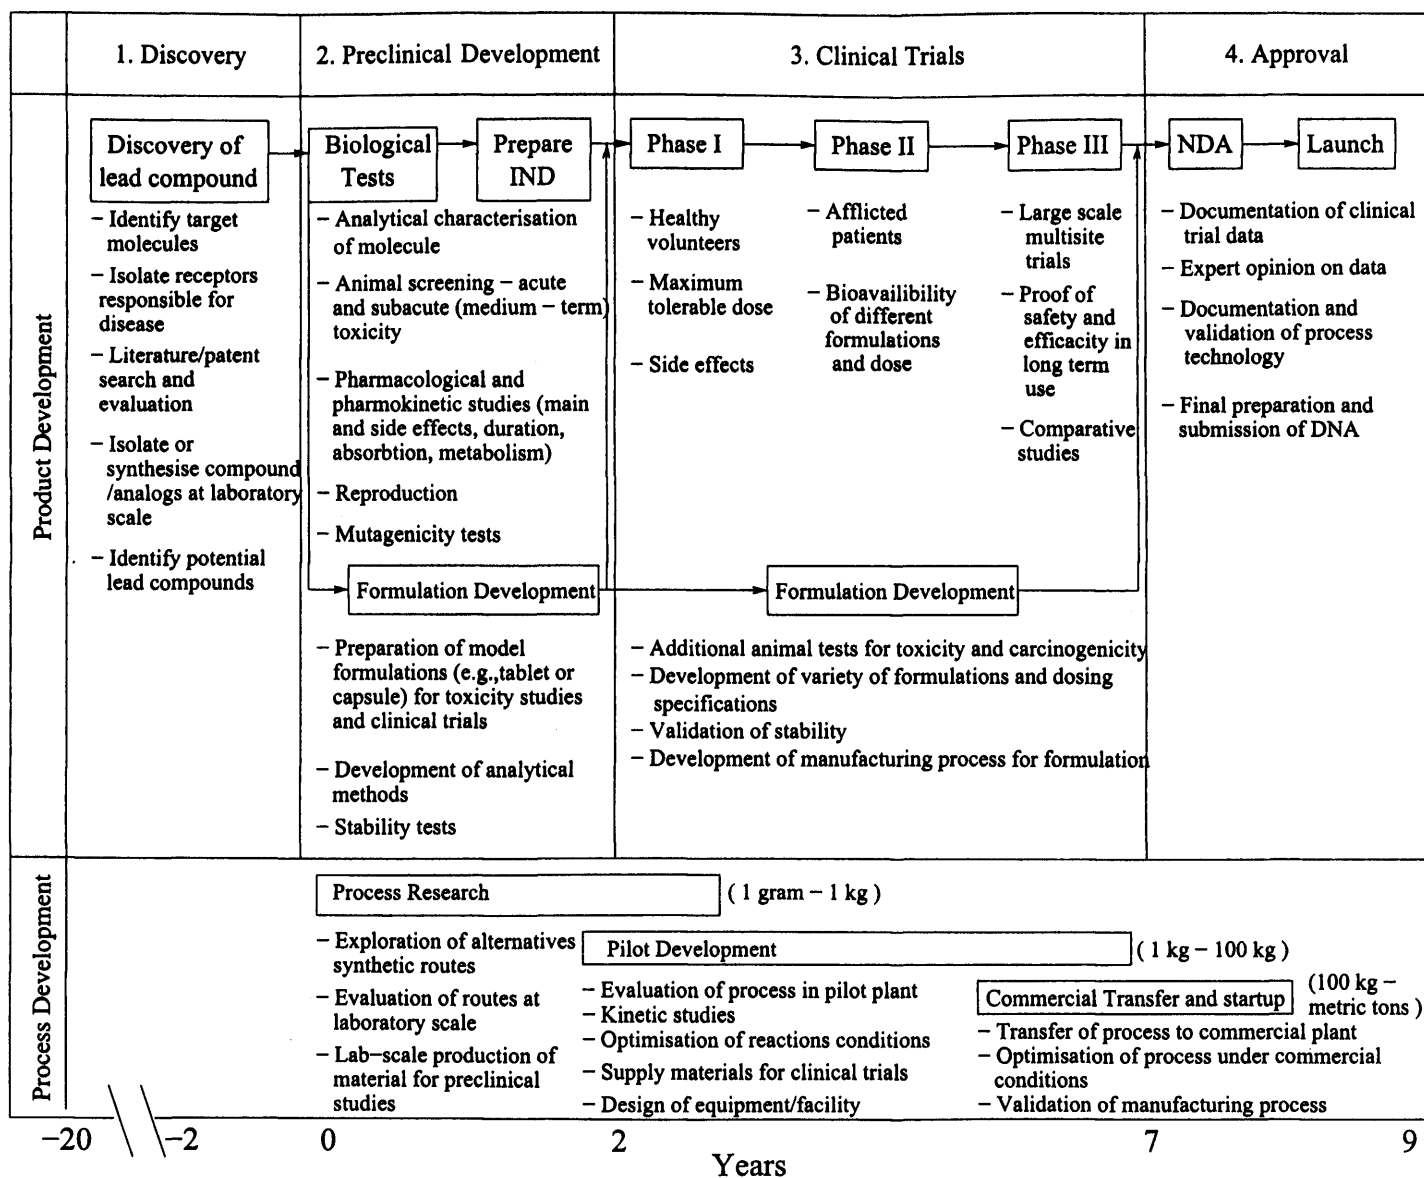 1. Discovery
2. Preclinical Development
3. Clinical Trials
4. Approval
Product Development
Discovery of
lead compound
– Identify target
molecules
– Isolate receptors
responsible for
disease
– Literature/patent
search and
evaluation
– Isolate or
synthesise compound
/analogs at laboratory
scale
– Identify potential
lead compounds
Biological
Tests
Prepare
IND
– Analytical characterisation
of molecule
– Animal screening – acute
and subacute (medium – term)
toxicity
– Pharmacological and
pharmokinetic studies (main
and side effects, duration,
absorbtion, metabolism)
– Reproduction
– Mutagenicity tests
Formulation Development
– Preparation of model
formulations (e.g.,tablet or
capsule) for toxicity studies
and clinical trials
– Development of analytical
methods
– Stability tests
Phase I
– Healthy
volunteers
– Maximum
tolerable dose
– Side effects
Phase II
– Afflicted
patients
– Bioavailibility
of different
formulations
and dose
Phase III
– Large scale
multisite
trials
– Proof of
safety and
efficacity in
long term
use
– Comparative
studies
Formulation Development
– Additional animal tests for toxicity and carcinogenicity
– Development of variety of formulations and dosing
specifications
– Validation of stability
– Development of manufacturing process for formulation
NDA
Launch
– Documentation of clinical
trial data
– Expert opinion on data
– Documentation and
validation of process
technology
– Final preparation and
submission of DNA
Process Development
Process Research
( 1 gram – 1 kg )
– Exploration of alternatives
synthetic routes
– Evaluation of routes at
laboratory scale
– Lab–scale production of
material for preclinical
studies
Pilot Development
( 1 kg – 100 kg )
– Evaluation of process in pilot plant
– Kinetic studies
– Optimisation of reactions conditions
– Supply materials for clinical trials
– Design of equipment/facility
Commercial Transfer and startup
(100 kg –
metric tons )
– Transfer of process to commercial plant
– Optimisation of process under commercial
conditions
– Validation of manufacturing process
–20
–2
0
2
7
9
Years